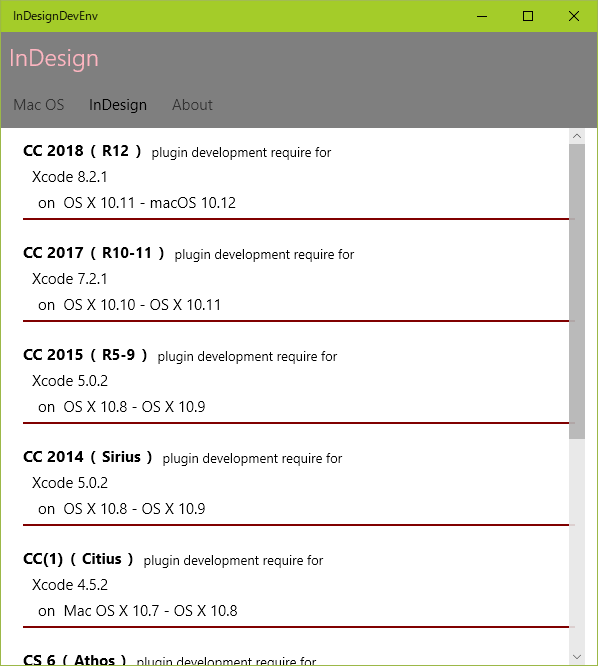 InDesignDevEnv
InDesign
Mac OS InDesign About
CC 2018 ( R12 ) plugin development require for
Xcode 8.2.1
on OS X 10.11 - macOS 10.12
CC 2017 ( R10-11 ) plugin development require for
Xcode 7.2.1
on OS X 10.10 - OS X 10.11
CC 2015 ( R5-9 ) plugin development require for
Xcode 5.0.2
on OS X 10.8 - OS X 10.9
CC 2014 ( Sirius ) plugin development require for
Xcode 5.0.2
on OS X 10.8 - OS X 10.9
CC(1) ( Citius ) plugin development require for
Xcode 4.5.2
on Mac OS X 10.7 - OS X 10.8
CS 6 ( Athos ) plugin development require for